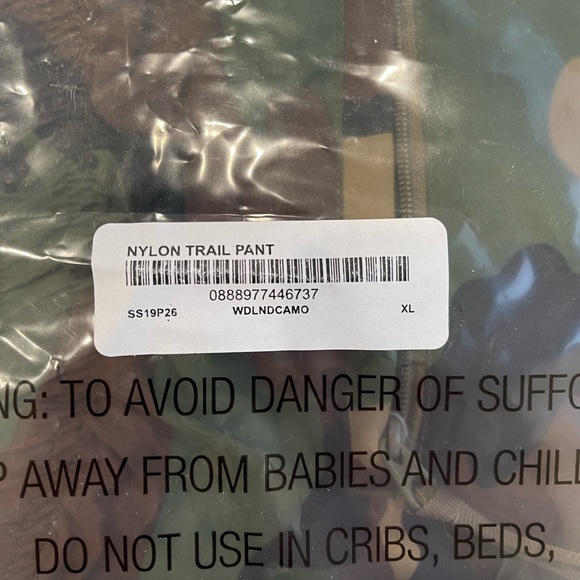 NYLON TRAIL PANT
0888977446737
SS19P26 WDLNDCAMO XL
NG: TO AVOID DANGER OF SUFFO
P AWAY FROM BABIES AND CHILD
DO NOT USE IN CRIBS, BEDS,